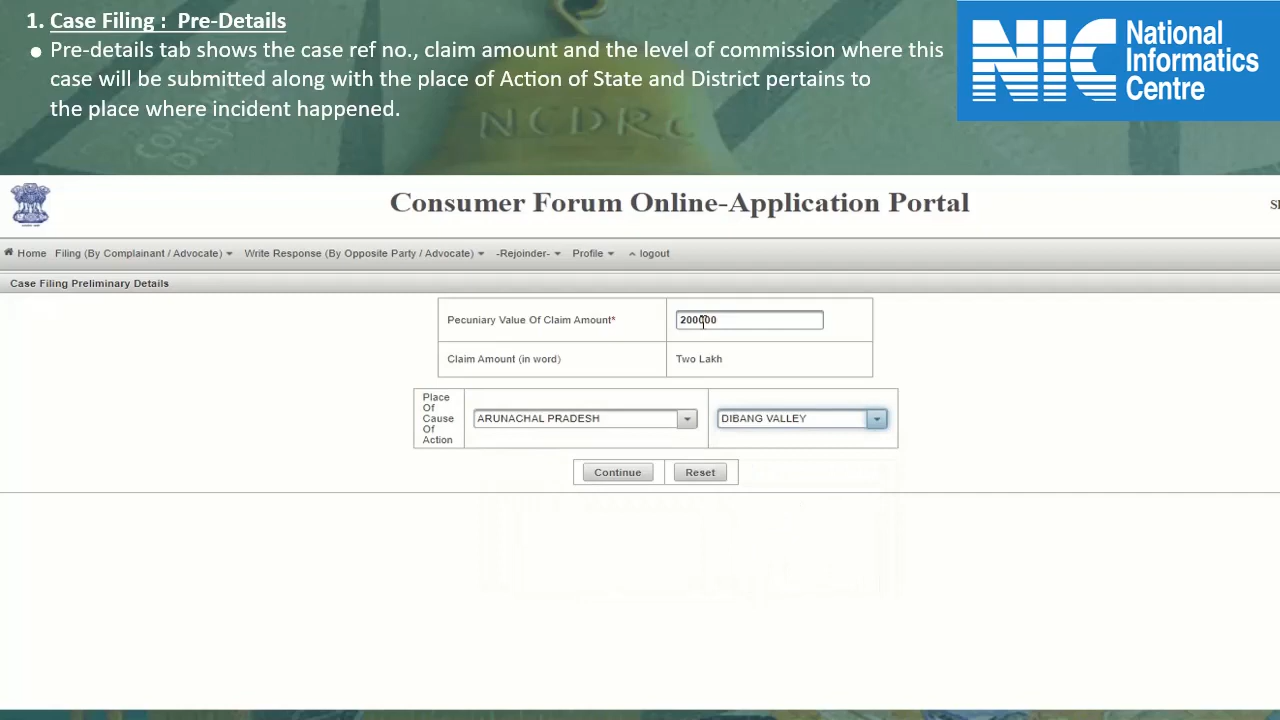 1. Case Filing : Pre-Details
● Pre-details tab shows the case ref no., claim amount and the level of commission where this
case will be submitted along with the place of Action of State and District pertains to
the place where incident happened.
NIC National
Informatics
Centre
NCDRC
Consumer Forum Online-Application Portal
Home Filing (By Complainant / Advocate) Write Response (By Opposite Party / Advocate) -Rejoinder- Profile logout
Case Filing Preliminary Details
Pecuniary Value Of Claim Amount* 200000
Claim Amount (in word) Two Lakh
Place
Of
Cause
Of
Action
ARUNACHAL PRADESH DIBANG VALLEY
Continue Reset